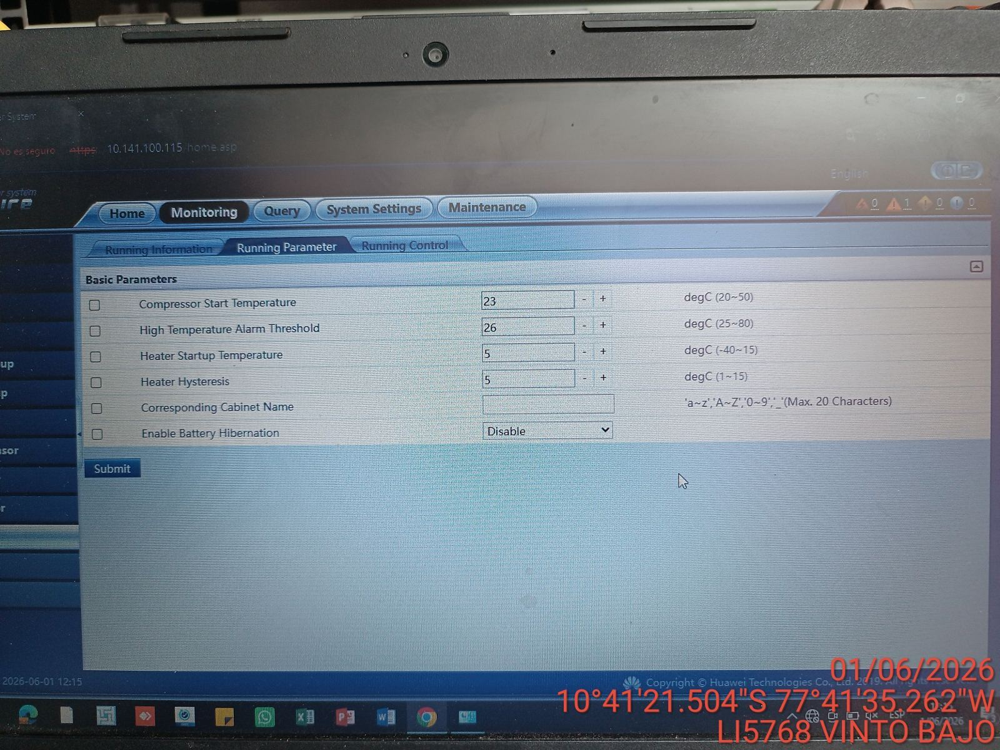 er System
No es seguro https 10.141.100.115/home.asp
English
r system
Home Monitoring Query System Settings Maintenance
0 1 0 0
Running Information Running Parameter Running Control
Basic Parameters
Compressor Start Temperature 23 - + degC (20~50)
High Temperature Alarm Threshold 26 - + degC (25~80)
Heater Startup Temperature 5 - + degC (-40~15)
Heater Hysteresis 5 - + degC (1~15)
Corresponding Cabinet Name 'a~z','A~Z','0~9','_'(Max. 20 Characters)
Enable Battery Hibernation Disable
up
p
sor
r
Submit
2026-06-01 12:15
Copyright © Huawei Technologies Co., Ltd. 2019. All rights
ESP
01/06/2026
10°41'21.504"S 77°41'35.262"W
LI5768 VINTO BAJO